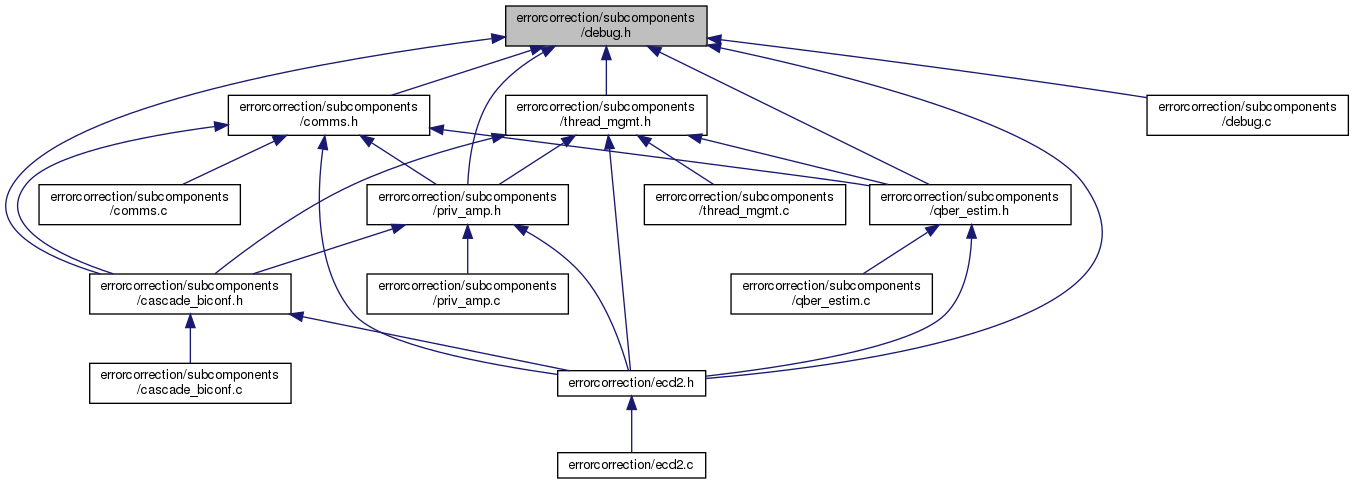 errorcorrection/subcomponents
/debug.h
errorcorrection/subcomponents
/comms.h
errorcorrection/subcomponents
/thread_mgmt.h
errorcorrection/subcomponents
/debug.c
errorcorrection/subcomponents
/comms.c
errorcorrection/subcomponents
/priv_amp.h
errorcorrection/subcomponents
/thread_mgmt.c
errorcorrection/subcomponents
/qber_estim.h
errorcorrection/subcomponents
/cascade_biconf.h
errorcorrection/subcomponents
/priv_amp.c
errorcorrection/subcomponents
/qber_estim.c
errorcorrection/subcomponents
/cascade_biconf.c
errorcorrection/ecd2.h
errorcorrection/ecd2.c